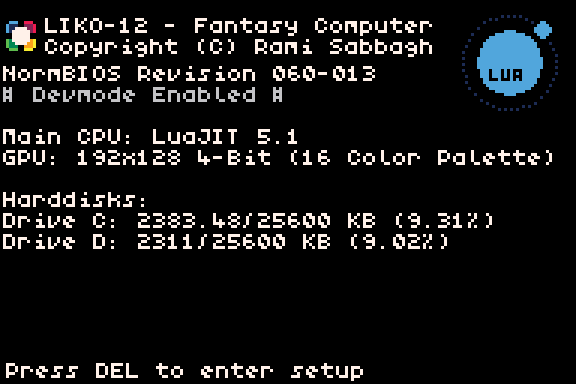 LIKO-12 - Fantasy Computer
Copyright (C) Rami Sabbagh
NormBIOS Revision 060-013
# Devmode Enabled #
LUA
Main CPU: LuaJIT 5.1
GPU: 192x128 4-Bit (16 Color Palette)
Harddisks:
Drive C: 2383.48/25600 KB (9.31%)
Drive D: 2311/25600 KB (9.02%)
Press DEL to enter setup